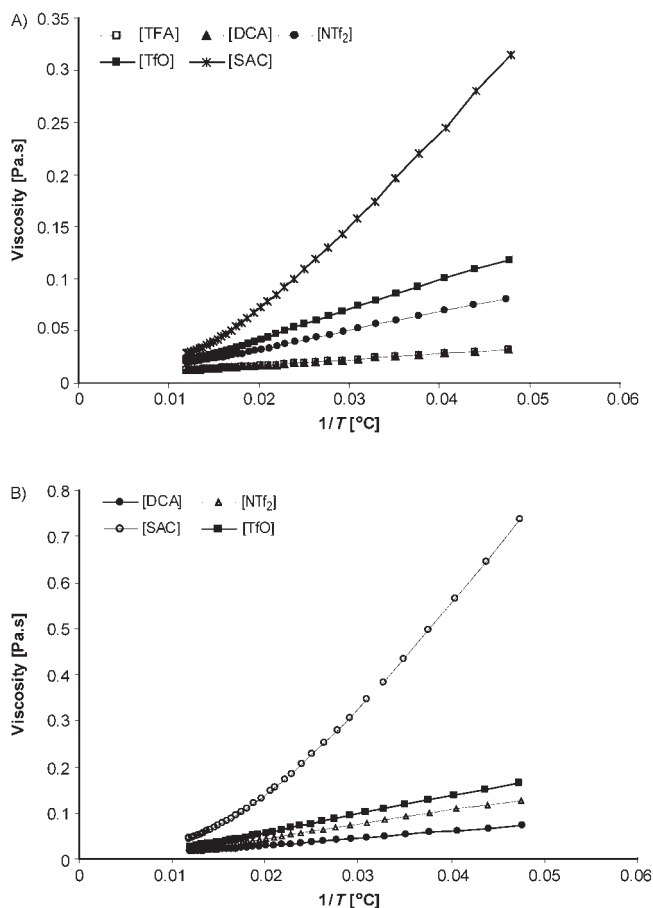 A)
[TFA] [DCA] [NTf₂]
[TfO] [SAC]
Viscosity [Pa.s]
0.35
0.3
0.25
0.2
0.15
0.1
0.05
0
0 0.01 0.02 0.03 0.04 0.05 0.06
1/T [°C]
B)
[DCA] [NTf₂]
[SAC] [TfO]
Viscosity [Pa.s]
0.8
0.7
0.6
0.5
0.4
0.3
0.2
0.1
0
0 0.01 0.02 0.03 0.04 0.05 0.06
1/T [°C]